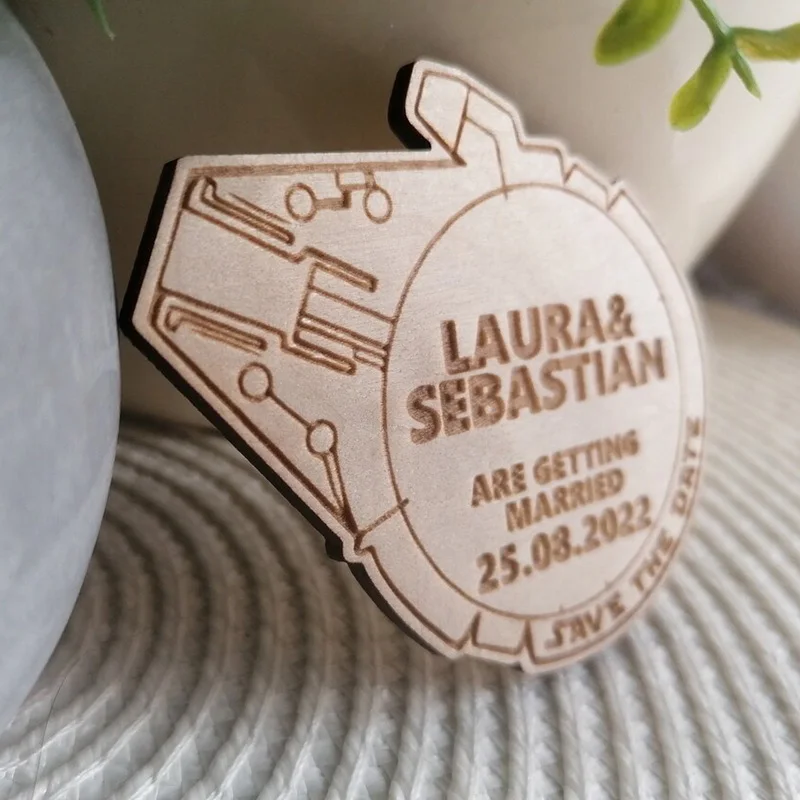 LAURA&
SEBASTIAN
ARE GETTING
MARRIED
25.08.2022
SAVE THE DATE